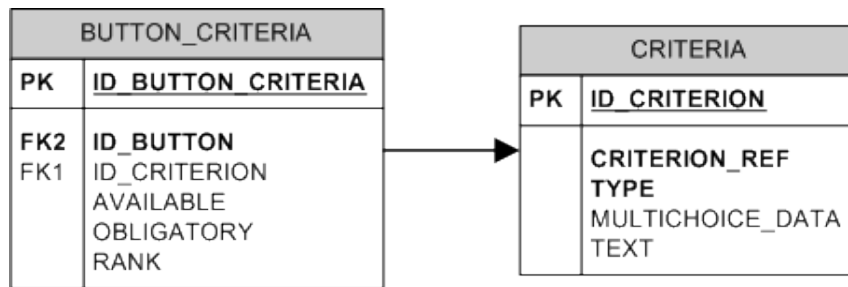 BUTTON_CRITERIA
PK ID_BUTTON_CRITERIA
FK2 ID_BUTTON
FK1 ID_CRITERION
AVAILABLE
OBLIGATORY
RANK
CRITERIA
PK ID_CRITERION
CRITERION_REF
TYPE
MULTICHOICE_DATA
TEXT